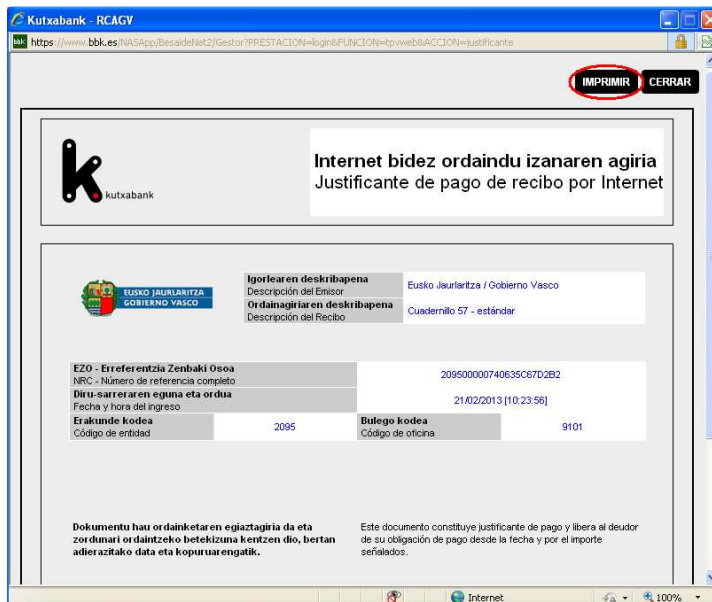 Kutxabank - RCAGV
bbk https://www.bbk.es/NASApp/BesaideNet2/Gestor?PRESTACION=login&FUNCION=tpvweb&ACCION=justificante
IMPRIMIR CERRAR
k kutxabank
Internet bidez ordaindu izanaren agiria
Justificante de pago de recibo por Internet
EUSKO JAURLARITZA
GOBIERNO VASCO
Igorlearen deskribapena
Descripción del Emisor
Eusko Jaurlaritza / Gobierno Vasco
Ordainagiriaren deskribapena
Descripción del Recibo
Cuadernillo 57 - estándar
EZO - Erreferentzia Zenbaki Osoa
NRC - Número de referencia completo
209500000740635C67D2B2
Diru-sarreraren eguna eta ordua
Fecha y hora del ingreso
21/02/2013 [10:23:56]
Erakunde kodea
Código de entidad
2095
Bulego kodea
Código de oficina
9101
Dokumentu hau ordainketaren egiaztagiria da eta
zordunari ordaintzeko betekizuna kentzen dio, bertan
adierazitako data eta kopuruarengatik.
Este documento constituye justificante de pago y libera al deudor
de su obligación de pago desde la fecha y por el importe
señalados.
Internet 100%